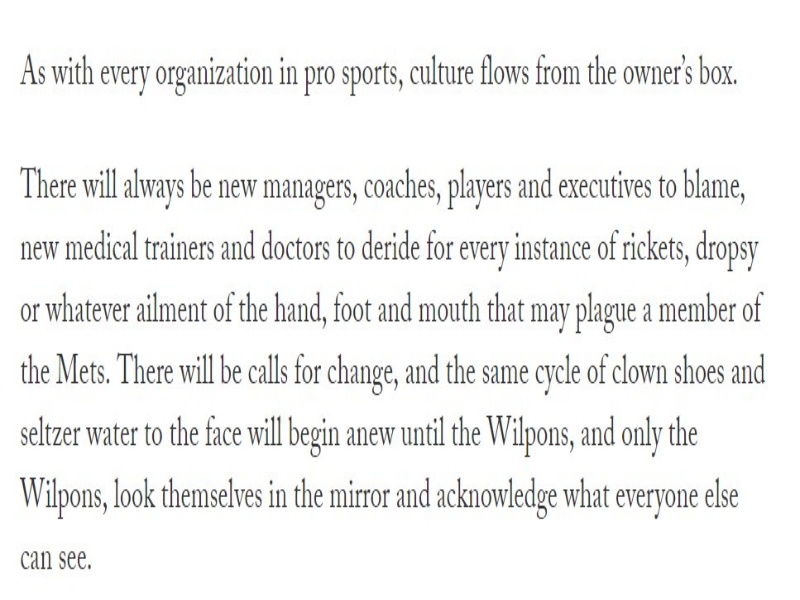 As with every organization in pro sports, culture flows from the owner’s box.
There will always be new managers, coaches, players and executives to blame,
new medical trainers and doctors to deride for every instance of rickets, dropsy
or whatever ailment of the hand, foot and mouth that may plague a member of
the Mets. There will be calls for change, and the same cycle of clown shoes and
seltzer water to the face will begin anew until the Wilpons, and only the
Wilpons, look themselves in the mirror and acknowledge what everyone else
can see.